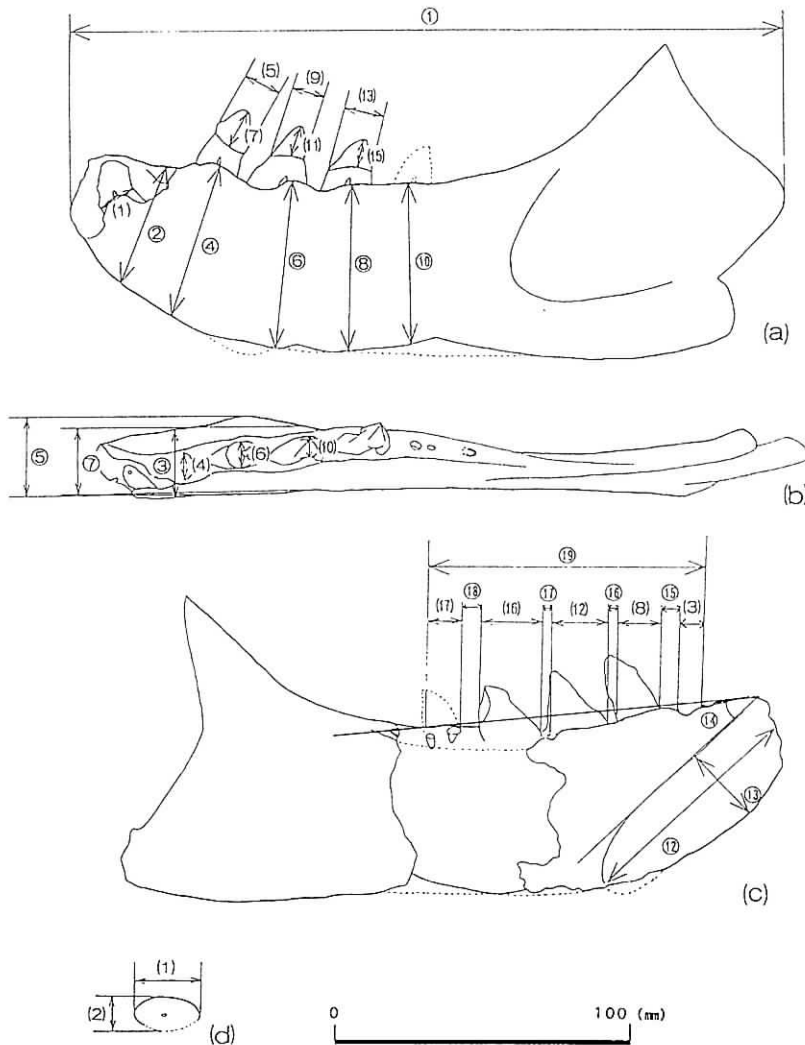 ①
(5) (9) (13)
(7) (11) (15)
(1) ② ④ ⑥ ⑧ ⑩
(a)
⑤ ⑦ ③ (4) (6) (10)
(b)
⑲
⑱ ⑰ ⑯ ⑮
(17) (16) (12) (8) (3)
⑭
⑬
⑫
(c)
(1)
(2)
(d)
0 100 (mm)